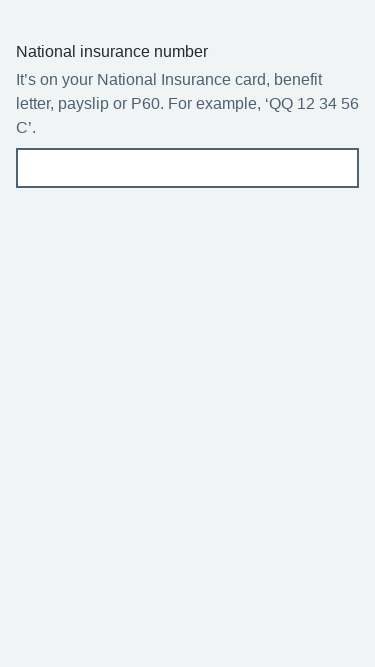 National insurance number
It’s on your National Insurance card, benefit
letter, payslip or P60. For example, ‘QQ 12 34 56
C’.